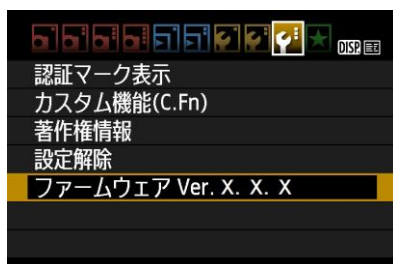 DISP
認証マーク表示
カスタム機能(C.Fn)
著作権情報
設定解除
ファームウェア Ver. X. X. X